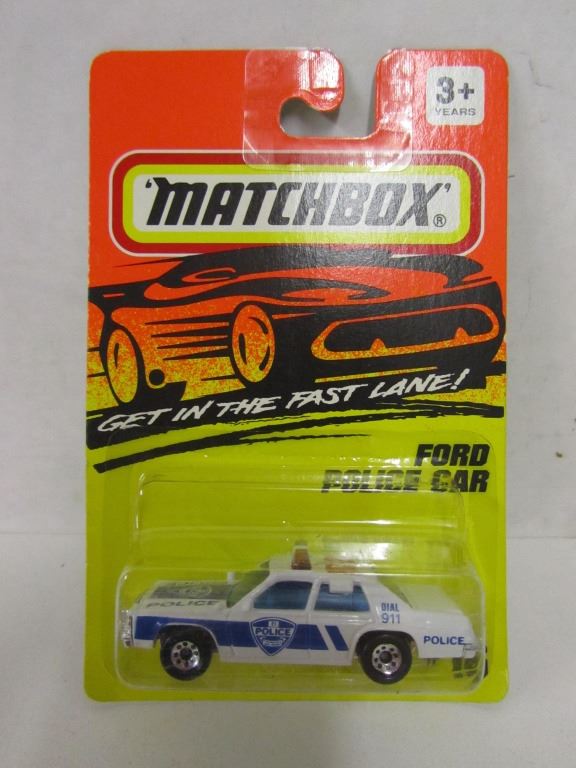 3+
YEARS
'MATCHBOX'®
GET IN THE FAST LANE!
FORD
POLICE CAR
POLICE
POLICE
DIAL
911
POLICE